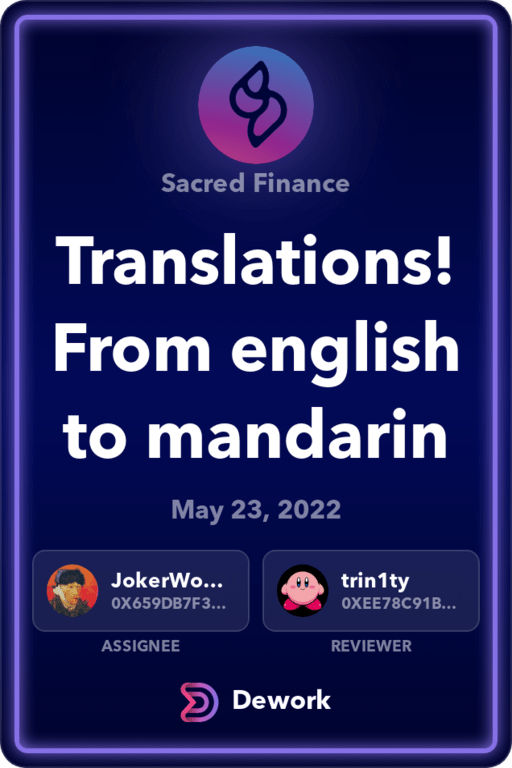 Sacred Finance
Translations!
From english
to mandarin
May 23, 2022
JokerWo...
0X659DB7F3...
trin1ty
0XEE78C91B...
ASSIGNEE
REVIEWER
Dework